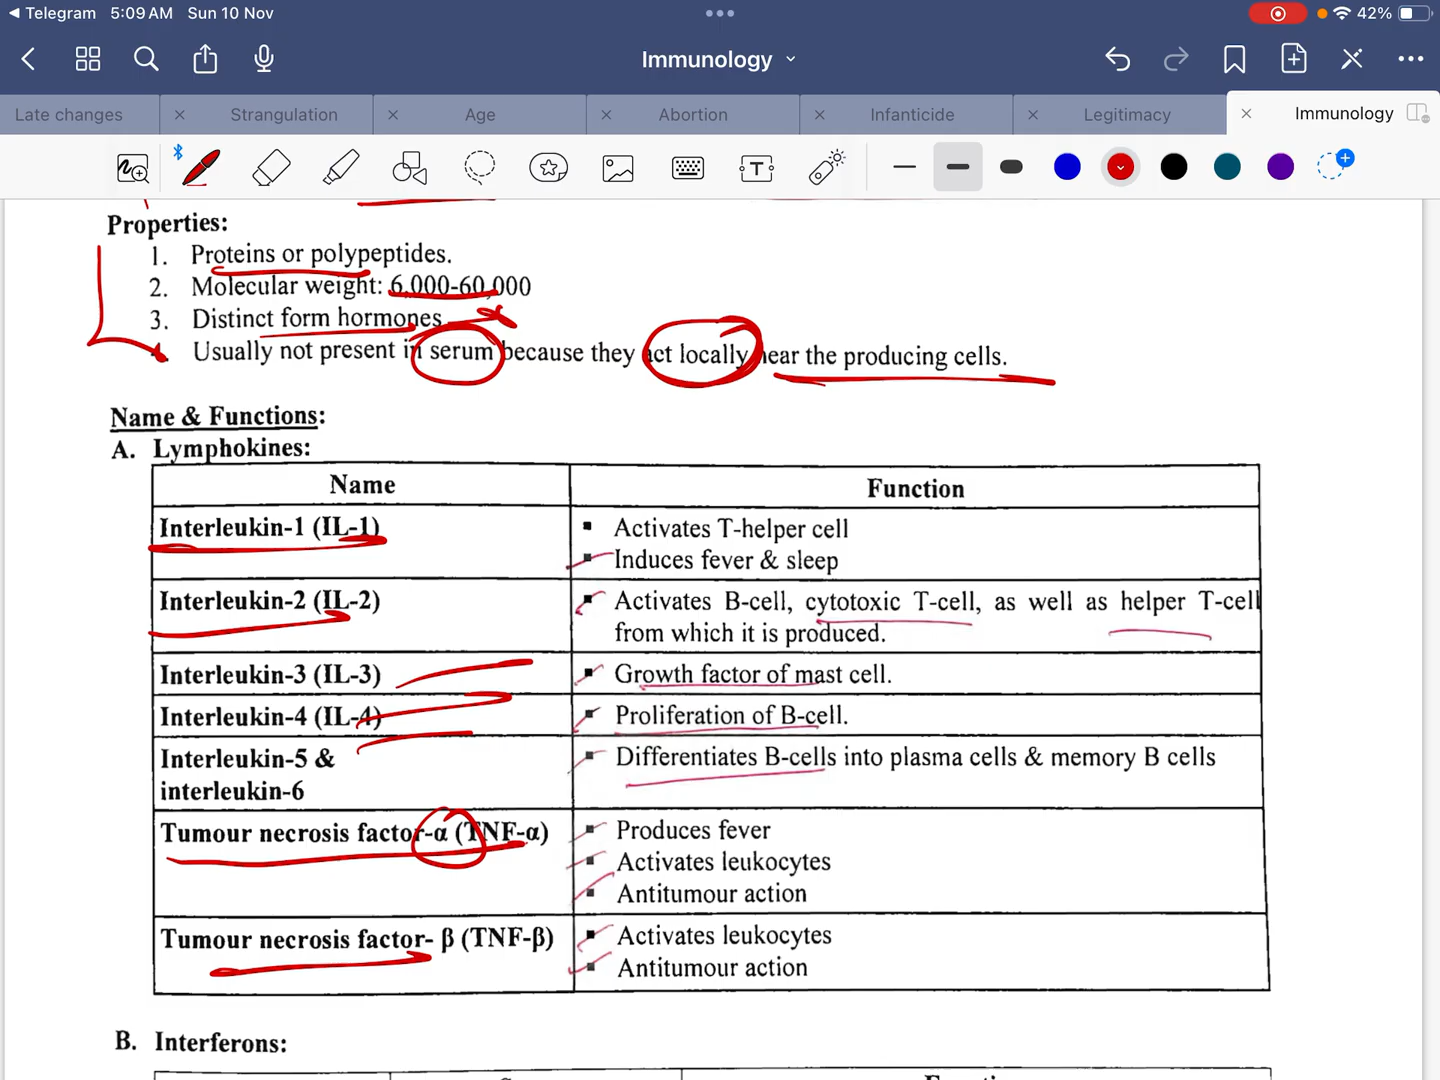 Telegram 5:09 AM Sun 10 Nov 42%
Immunology
Late changes Strangulation Age Abortion Infanticide Legitimacy Immunology
Properties:
1. Proteins or polypeptides.
2. Molecular weight: 6,000-60,000
3. Distinct form hormones
4. Usually not present in serum because they act locally near the producing cells.
Name & Functions:
A. Lymphokines:
Name Function
Interleukin-1 (IL-1) ▪ Activates T-helper cell
▪ Induces fever & sleep
Interleukin-2 (IL-2) ▪ Activates B-cell, cytotoxic T-cell, as well as helper T-cell
from which it is produced.
Interleukin-3 (IL-3) ▪ Growth factor of mast cell.
Interleukin-4 (IL-4) ▪ Proliferation of B-cell.
Interleukin-5 & ▪ Differentiates B-cells into plasma cells & memory B cells
interleukin-6
Tumour necrosis factor-α (TNF-α) ▪ Produces fever
▪ Activates leukocytes
▪ Antitumour action
Tumour necrosis factor- β (TNF-β) ▪ Activates leukocytes
▪ Antitumour action
B. Interferons: